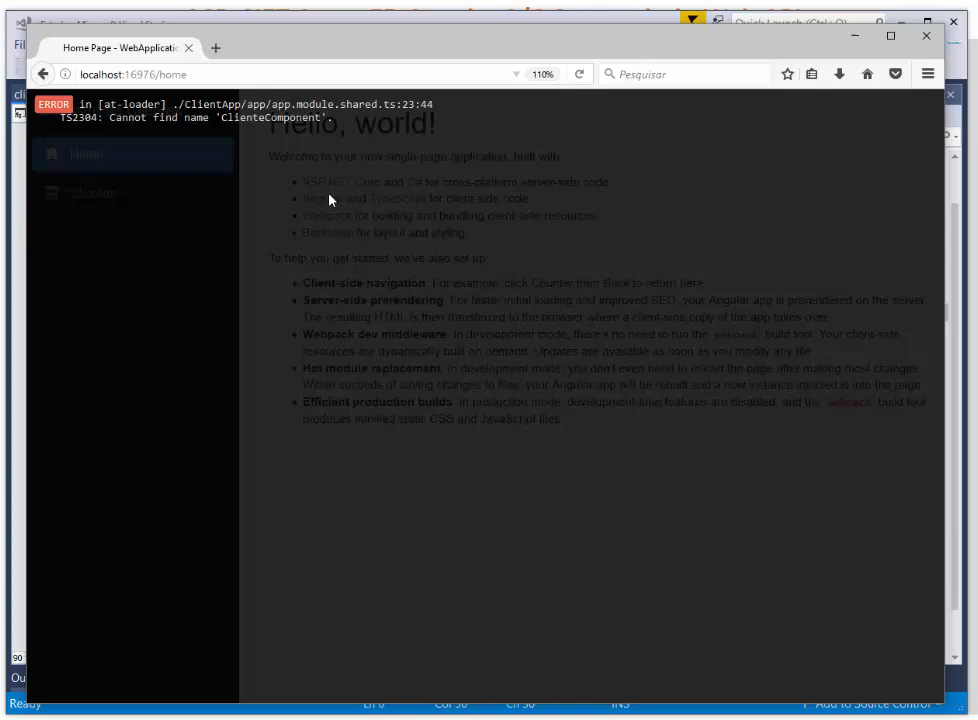 Quick Launch (Ctrl+Q)
Fil
Home Page - WebApplicatic
localhost:16976/home
110%
Pesquisar
cli
ERROR in [at-loader] ./ClientApp/app/app.module.shared.ts:23:44
TS2304: Cannot find name 'ClienteComponent'.
Hello, world!
Home
Welcome to your new single-page application, built with:
ASP.NET Core and C# for cross-platform server-side code
Angular and TypeScript for client-side code
Webpack for building and bundling client-side resources
Bootstrap for layout and styling
To help you get started, we've also set up:
Client-side navigation. For example, click Counter then Back to return here.
Server-side prerendering. For faster initial loading and improved SEO, your Angular app is prerendered on the server.
The resulting HTML is then transferred to the browser where a client-side copy of the app takes over.
Webpack dev middleware. In development mode, there's no need to run the webpack build tool. Your client-side
resources are dynamically built on demand. Updates are available as soon as you modify any file.
Hot module replacement. In development mode, you don't even need to reload the page after making most changes.
Within seconds of saving changes to files, your Angular app will be rebuilt and a new instance injected is into the page.
Efficient production builds. In production mode, development-time features are disabled, and the webpack build tool
produces minified static CSS and JavaScript files.
90
Ou
Ready
INS
Add to Source Control